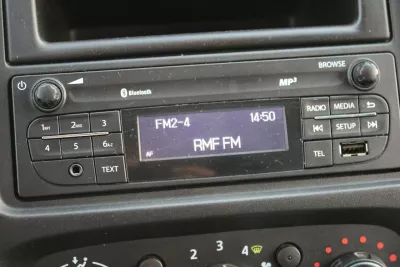 BROWSE
Bluetooth
MP3
FM2-4 14:50
RMF FM
AF
1 2 3
4 5 6
TEXT
RADIO MEDIA
SETUP
TEL
2 3 4